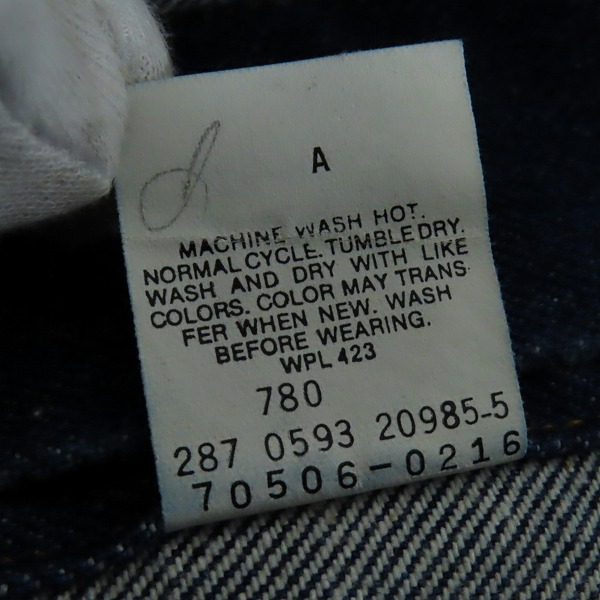 A
MACHINE WASH HOT.
NORMAL CYCLE. TUMBLE DRY.
WASH AND DRY WITH LIKE
COLORS. COLOR MAY TRANS-
FER WHEN NEW. WASH
BEFORE WEARING.
WPL 423
780
287 0593 20985-5
70506-0216